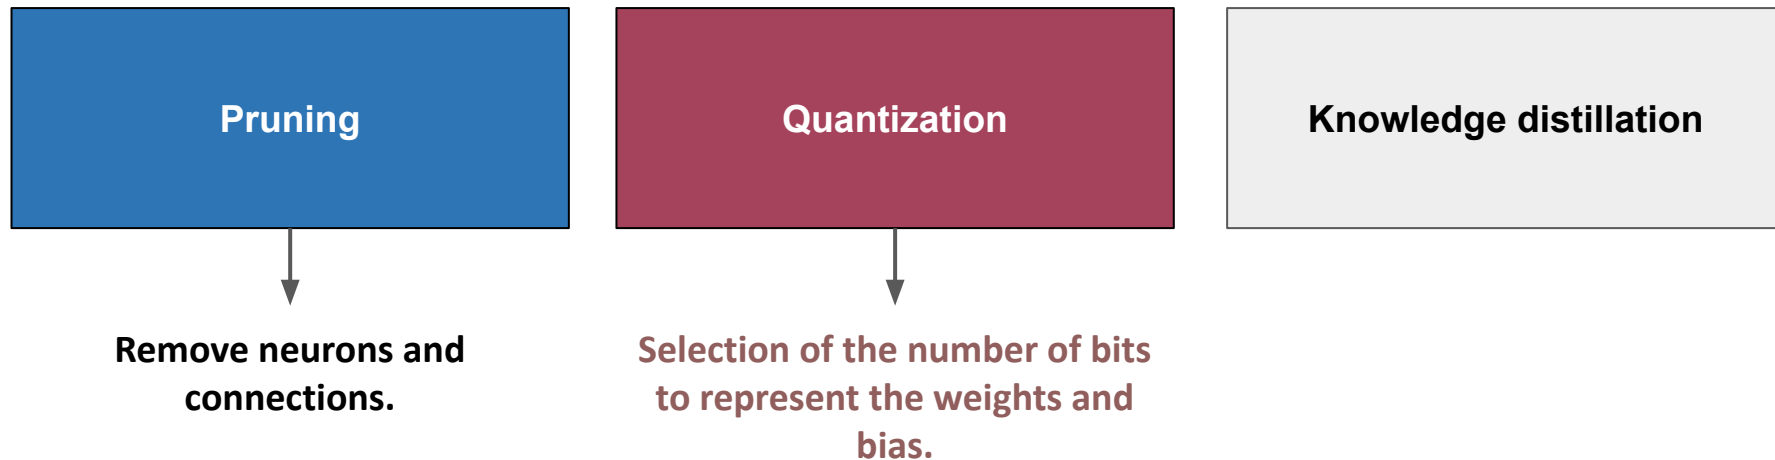 Pruning
Quantization
Knowledge distillation
Remove neurons and
connections.
Selection of the number of bits
to represent the weights and
bias.